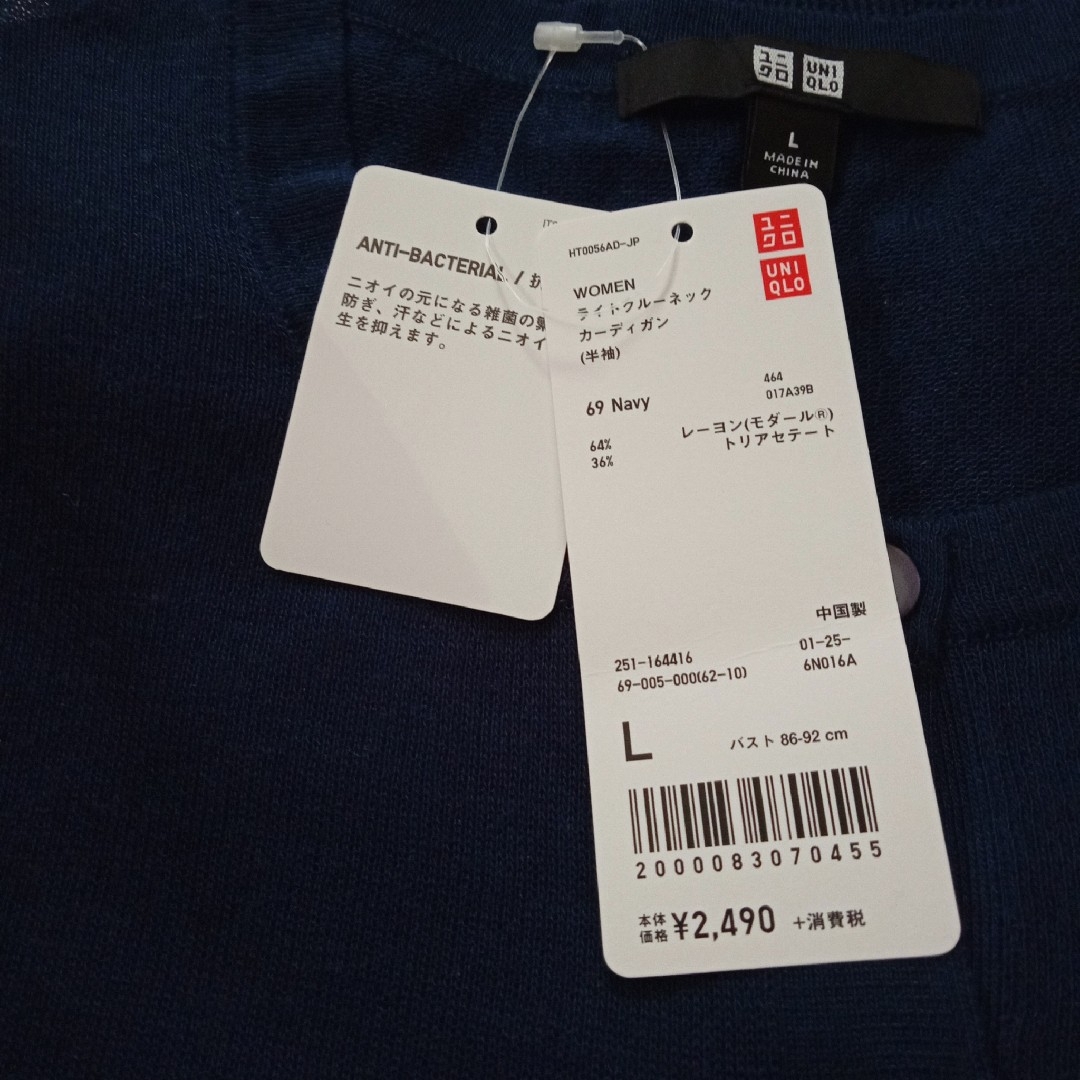 ユニクロ UNIQLO
L
MADE IN
CHINA
ANTI-BACTERIAL / 抗
ニオイの元になる雑菌の
防ぎ、汗などによるニオイ
生を抑えます。
HT0056AD-JP
ユニクロ
UNIQLO
WOMEN
ライトクルーネック
カーディガン
(半袖)
69 Navy
464
017A39B
64% レーヨン(モダール®)
36% トリアセテート
中国製
251-164416
69-005-000(62-10)
01-25-
6N016A
L バスト 86-92 cm
2000083070455
本体価格 ¥2,490 +消費税